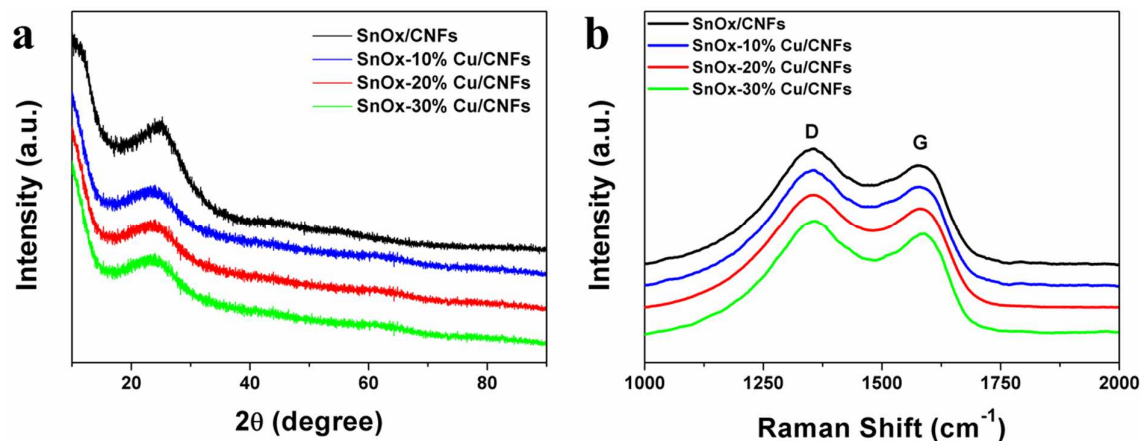 a
SnOx/CNFs
SnOx-10% Cu/CNFs
SnOx-20% Cu/CNFs
SnOx-30% Cu/CNFs
Intensity (a.u.)
20 40 60 80
2θ (degree)
b
SnOx/CNFs
SnOx-10% Cu/CNFs
SnOx-20% Cu/CNFs
SnOx-30% Cu/CNFs
D G
Intensity (a.u.)
1000 1250 1500 1750 2000
Raman Shift (cm⁻¹)